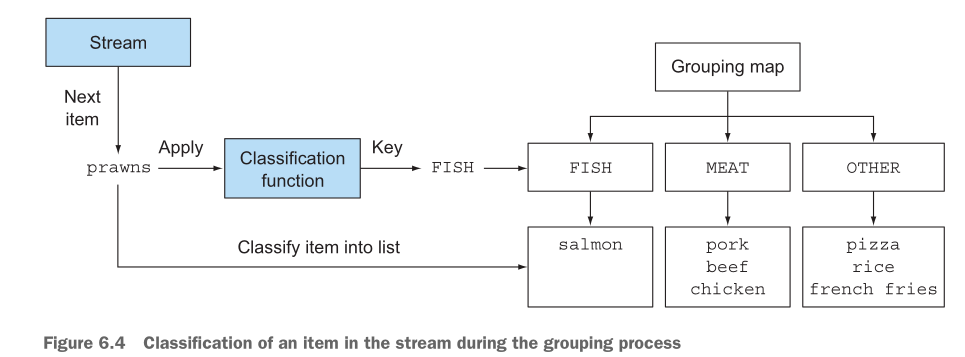 Stream
Grouping map
Next
item
prawns
Apply
Classification
function
Key
FISH
FISH
MEAT
OTHER
Classify item into list
salmon
pork
beef
chicken
pizza
rice
french fries
Figure 6.4 Classification of an item in the stream during the grouping process